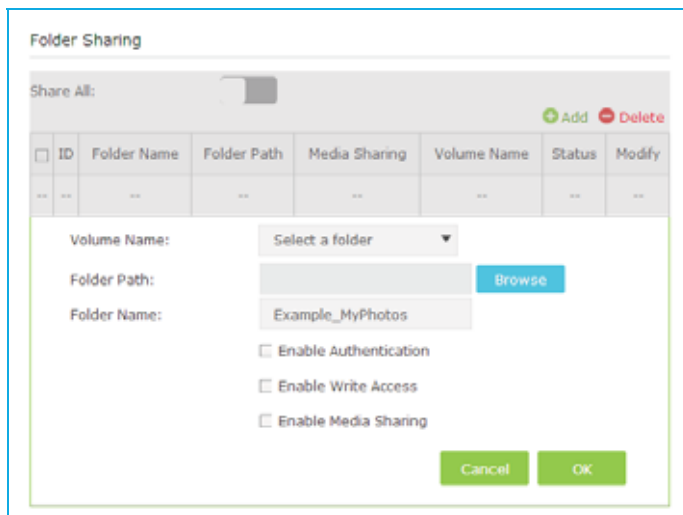 Folder Sharing
Share All:
Add Delete
ID Folder Name Folder Path Media Sharing Volume Name Status Modify
-- -- -- -- -- -- -- --
Volume Name: Select a folder
Folder Path: Browse
Folder Name: Example_MyPhotos
Enable Authentication
Enable Write Access
Enable Media Sharing
Cancel OK